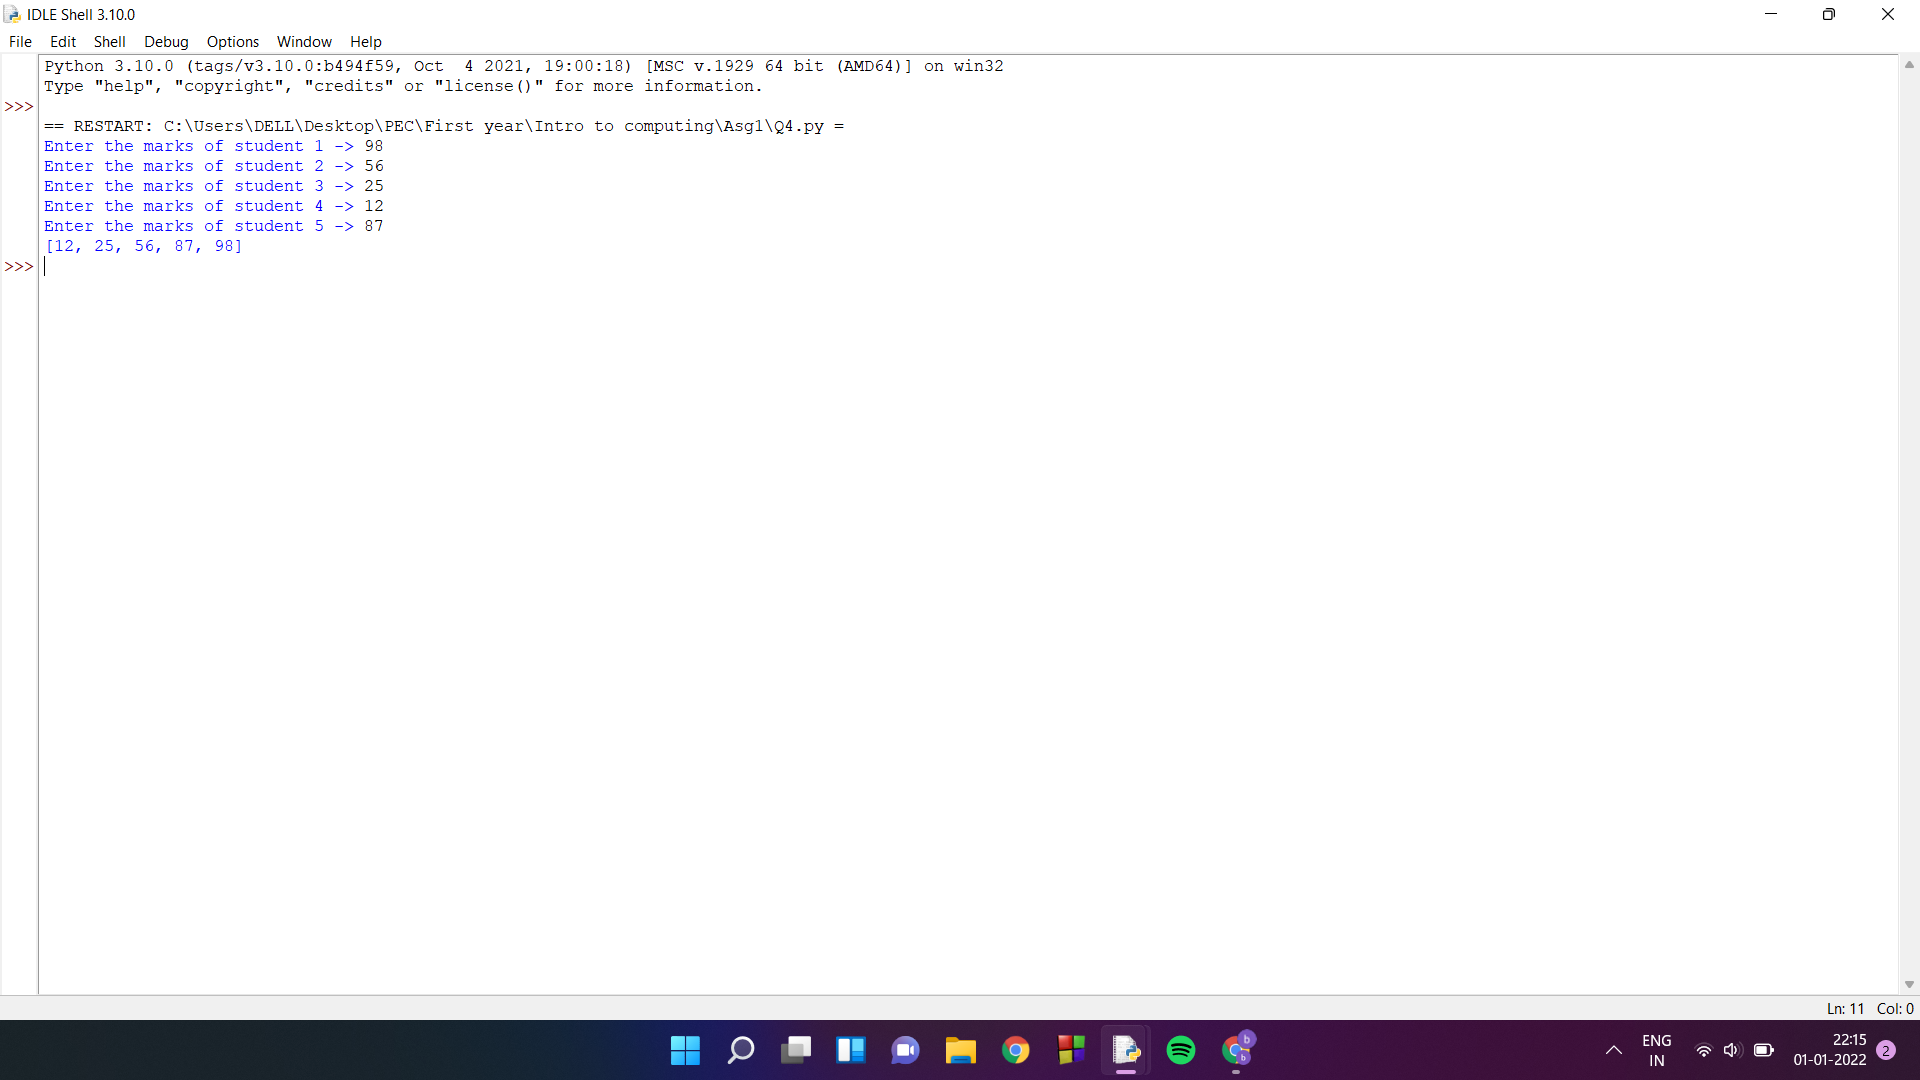 IDLE Shell 3.10.0
File Edit Shell Debug Options Window Help
Python 3.10.0 (tags/v3.10.0:b494f59, Oct  4 2021, 19:00:18) [MSC v.1929 64 bit (AMD64)] on win32
Type "help", "copyright", "credits" or "license()" for more information.
>>>
== RESTART: C:\Users\DELL\Desktop\PEC\First year\Intro to computing\Asg1\Q4.py =
Enter the marks of student 1 -> 98
Enter the marks of student 2 -> 56
Enter the marks of student 3 -> 25
Enter the marks of student 4 -> 12
Enter the marks of student 5 -> 87
[12, 25, 56, 87, 98]
>>>
Ln: 11 Col: 0
b
b
ENG
IN
22:15
01-01-2022
2